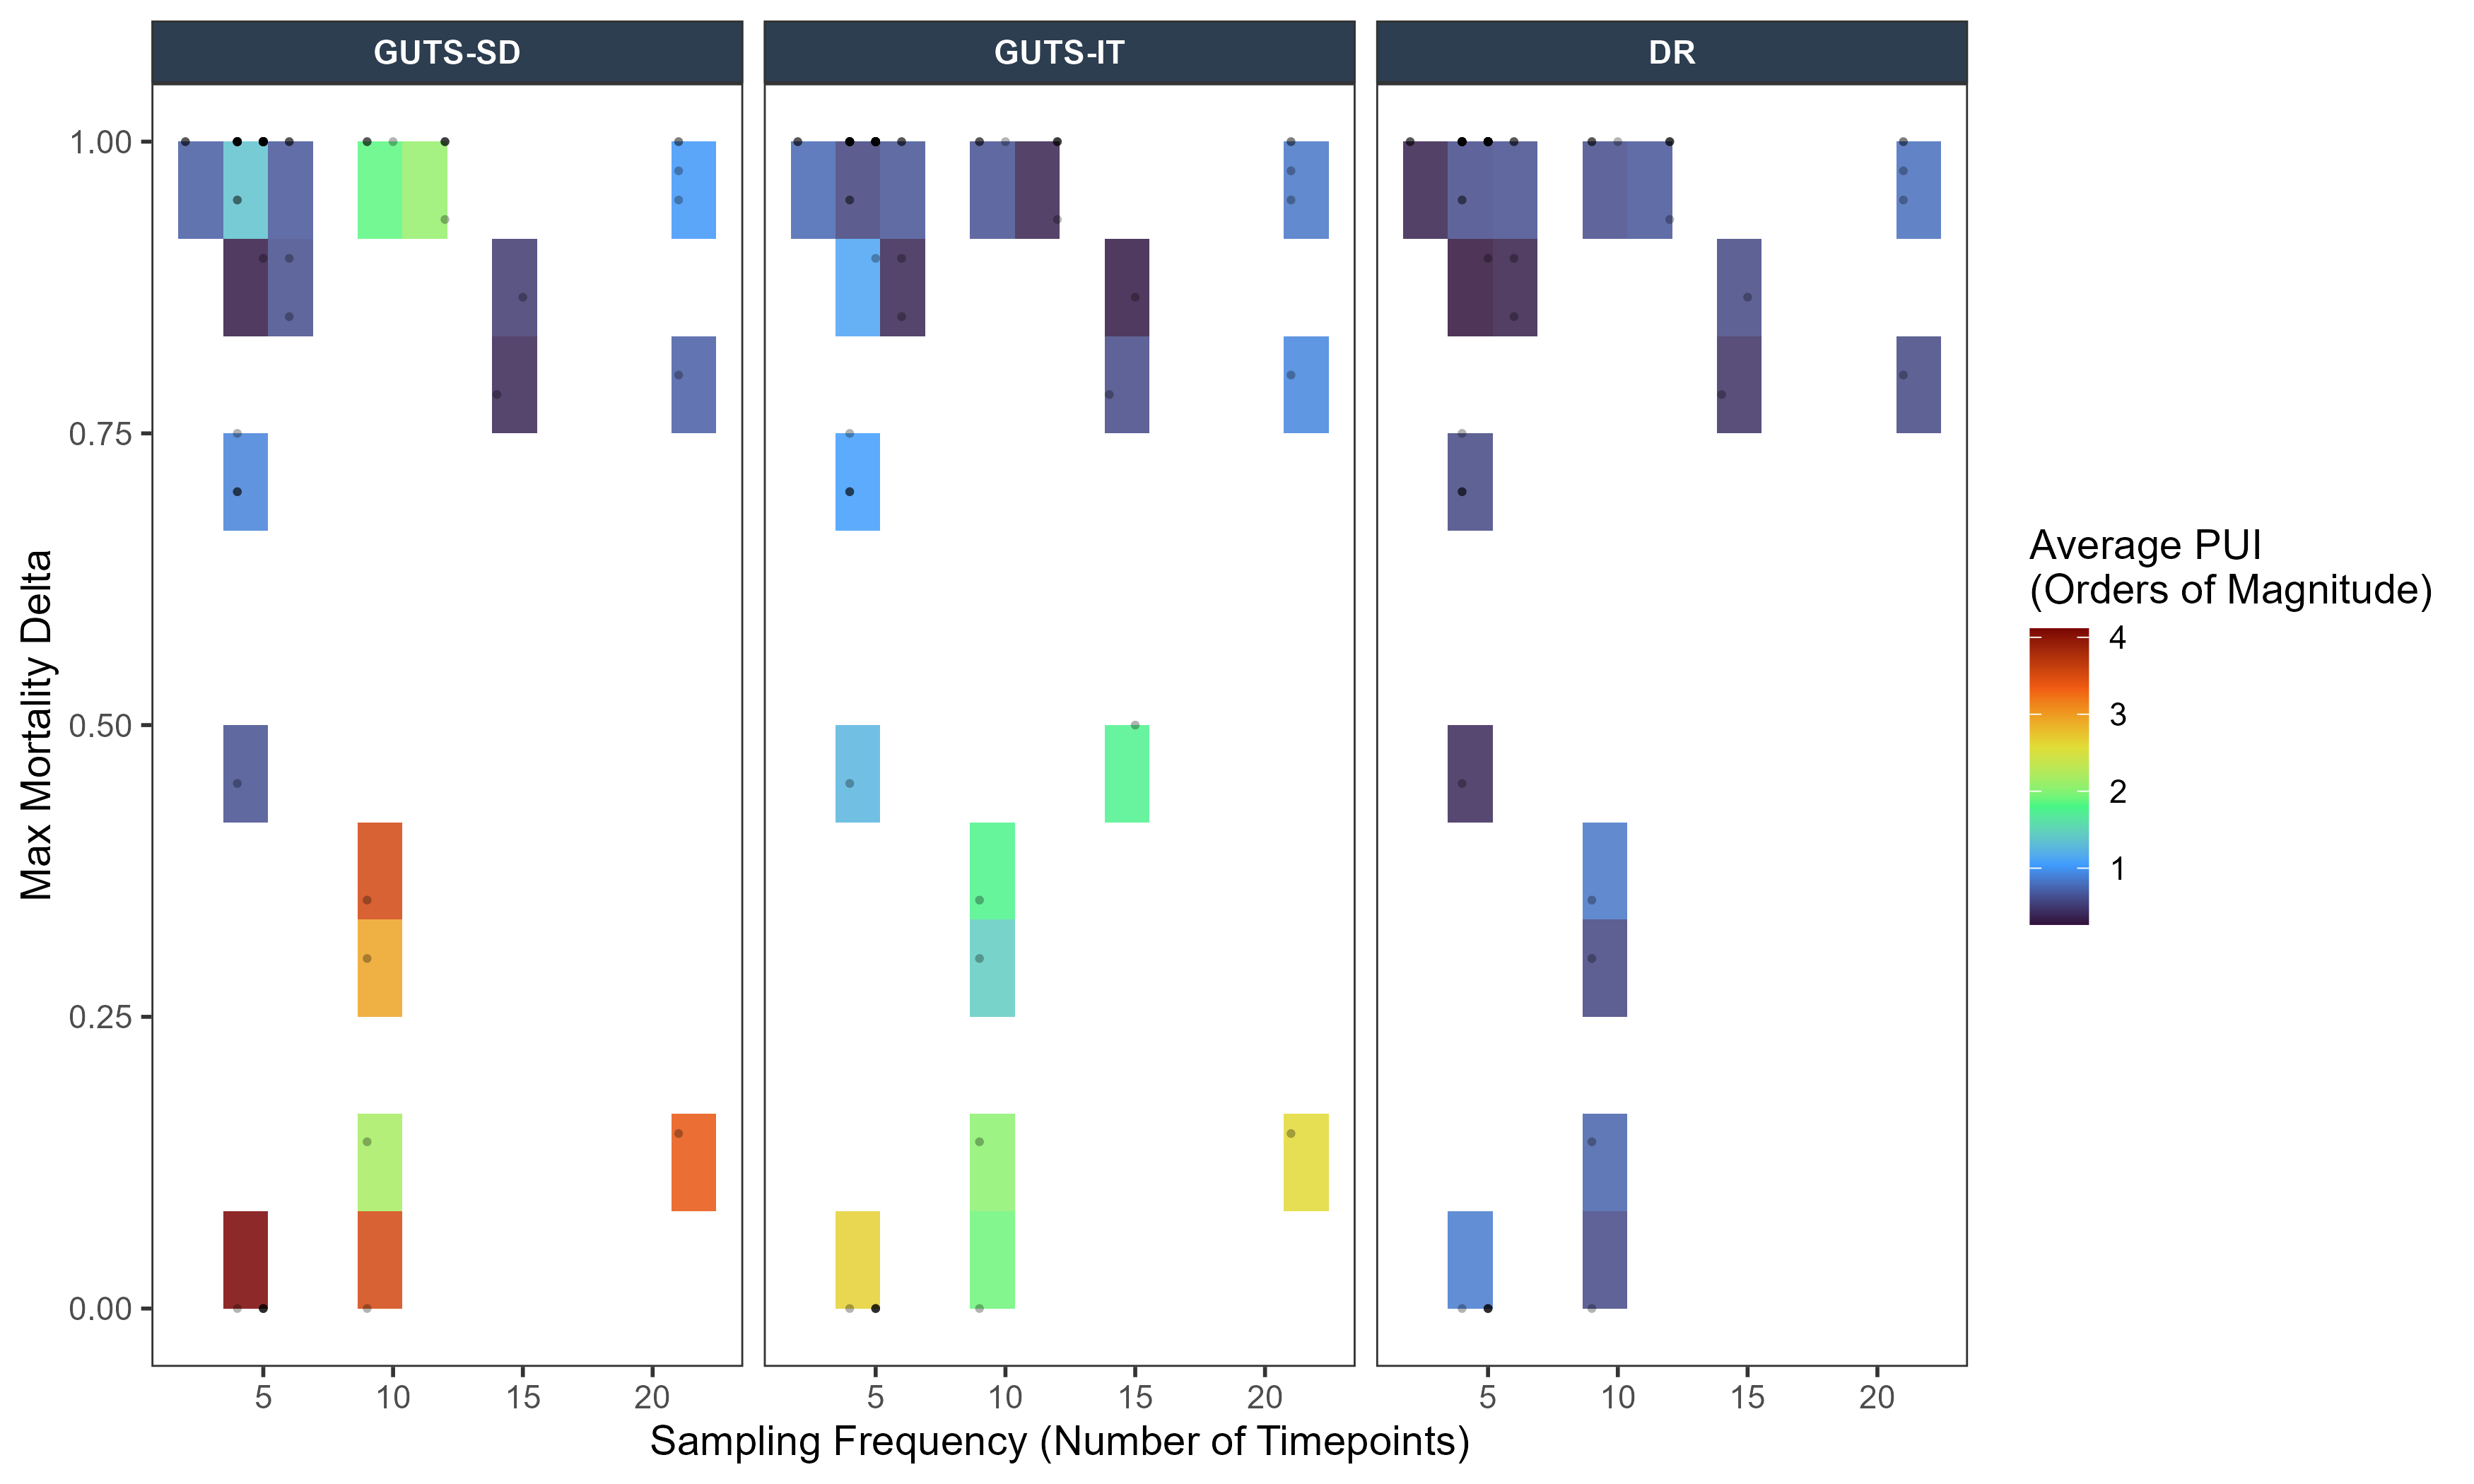 GUTS-SD
GUTS-IT
DR
1.00
0.75
0.50
0.25
0.00
Max Mortality Delta
5 10 15 20
5 10 15 20
5 10 15 20
Sampling Frequency (Number of Timepoints)
Average PUI
(Orders of Magnitude)
4
3
2
1